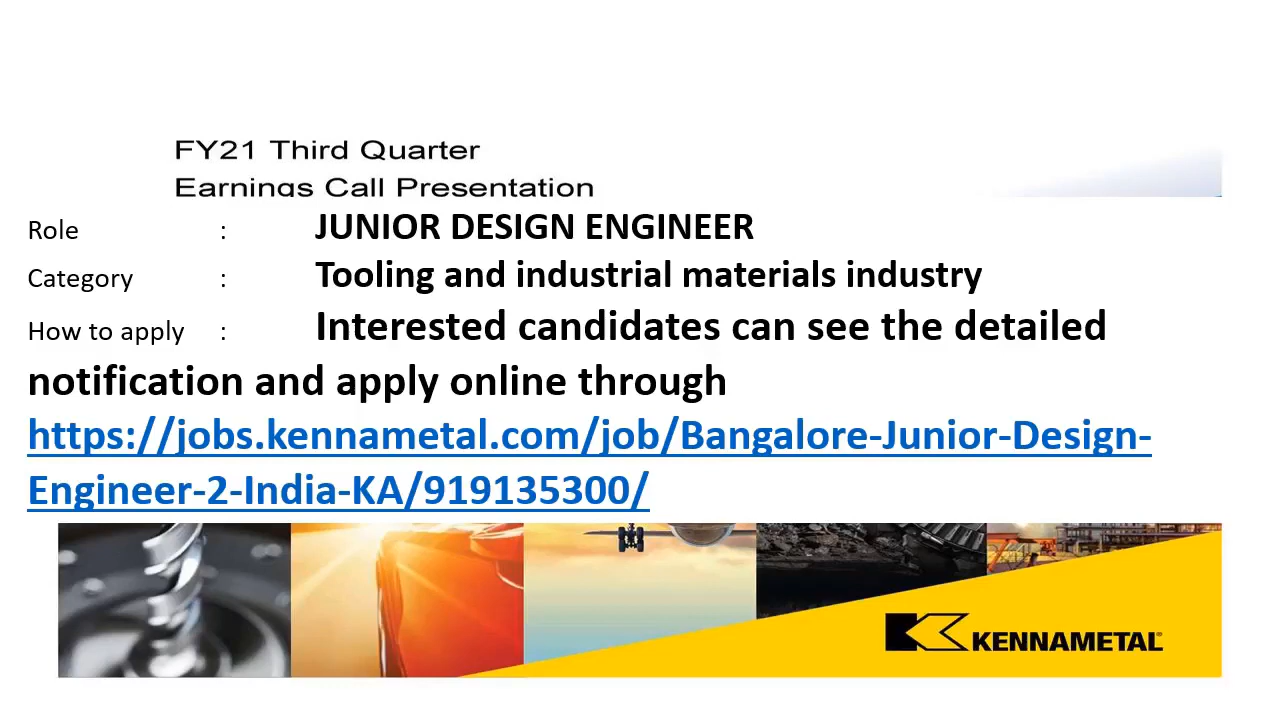 FY21 Third Quarter
Earnings Call Presentation
Role : JUNIOR DESIGN ENGINEER
Category : Tooling and industrial materials industry
How to apply : Interested candidates can see the detailed
notification and apply online through
https://jobs.kennametal.com/job/Bangalore-Junior-Design-
Engineer-2-India-KA/919135300/
KENNAMETAL